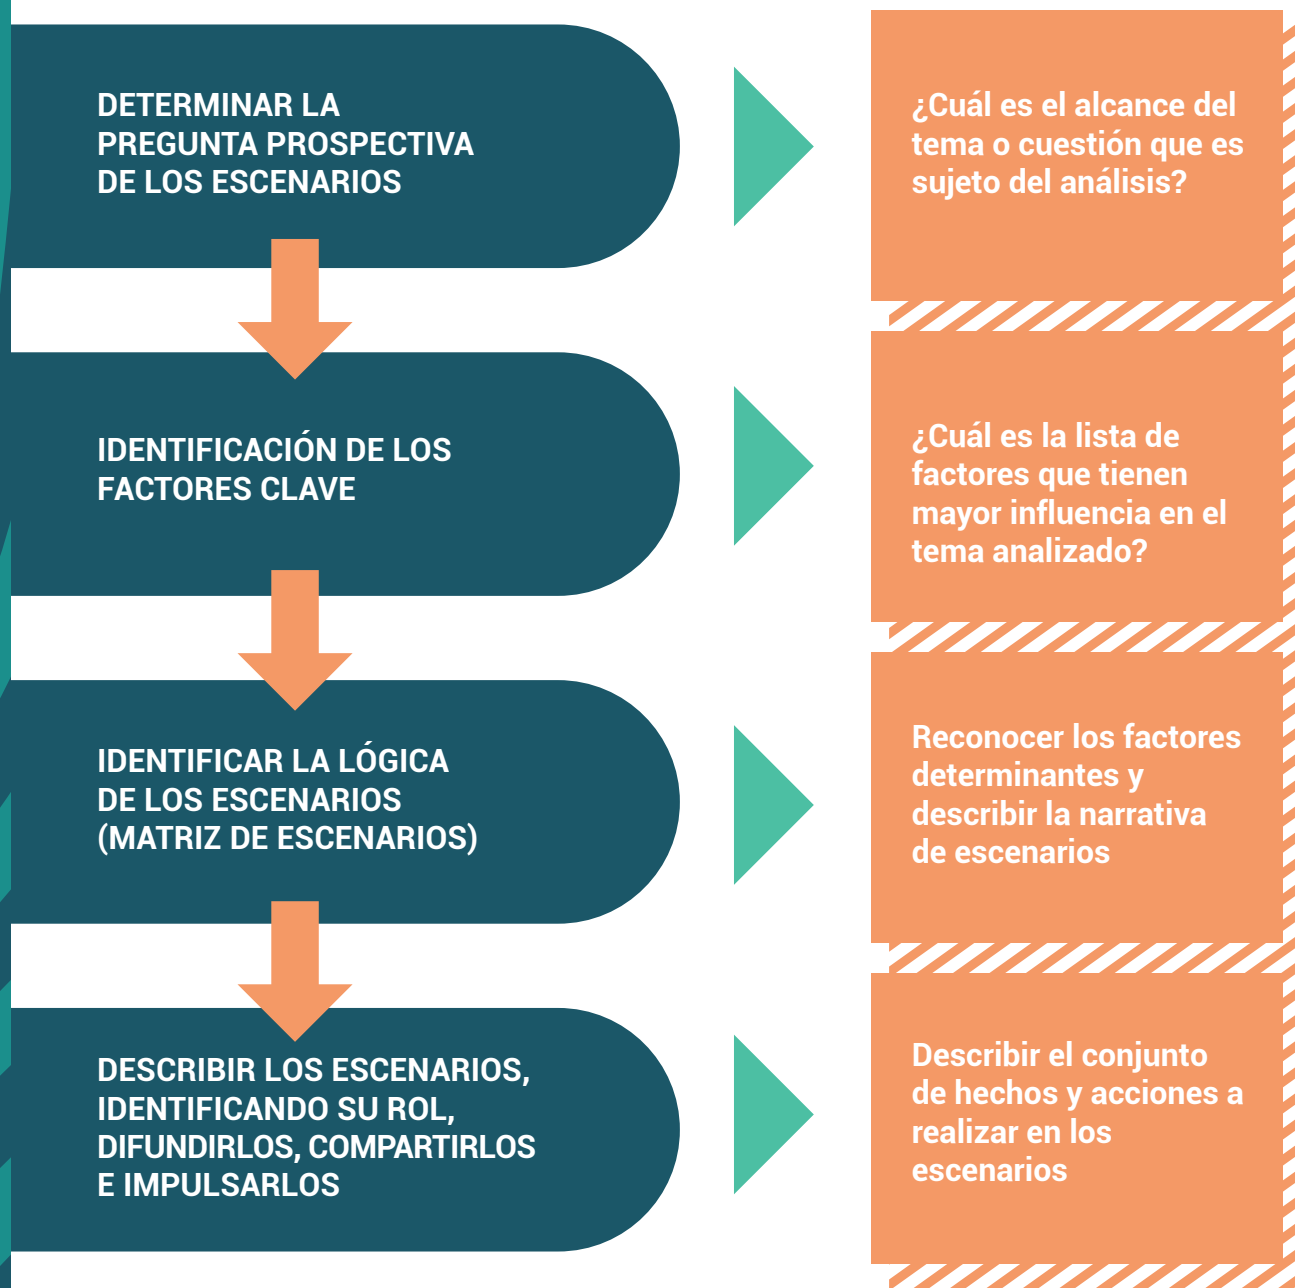 DETERMINAR LA
PREGUNTA PROSPECTIVA
DE LOS ESCENARIOS
¿Cuál es el alcance del
tema o cuestión que es
sujeto del análisis?
IDENTIFICACIÓN DE LOS
FACTORES CLAVE
¿Cuál es la lista de
factores que tienen
mayor influencia en el
tema analizado?
IDENTIFICAR LA LÓGICA
DE LOS ESCENARIOS
(MATRIZ DE ESCENARIOS)
Reconocer los factores
determinantes y
describir la narrativa
de escenarios
DESCRIBIR LOS ESCENARIOS,
IDENTIFICANDO SU ROL,
DIFUNDIRLOS, COMPARTIRLOS
E IMPULSARLOS
Describir el conjunto
de hechos y acciones a
realizar en los
escenarios